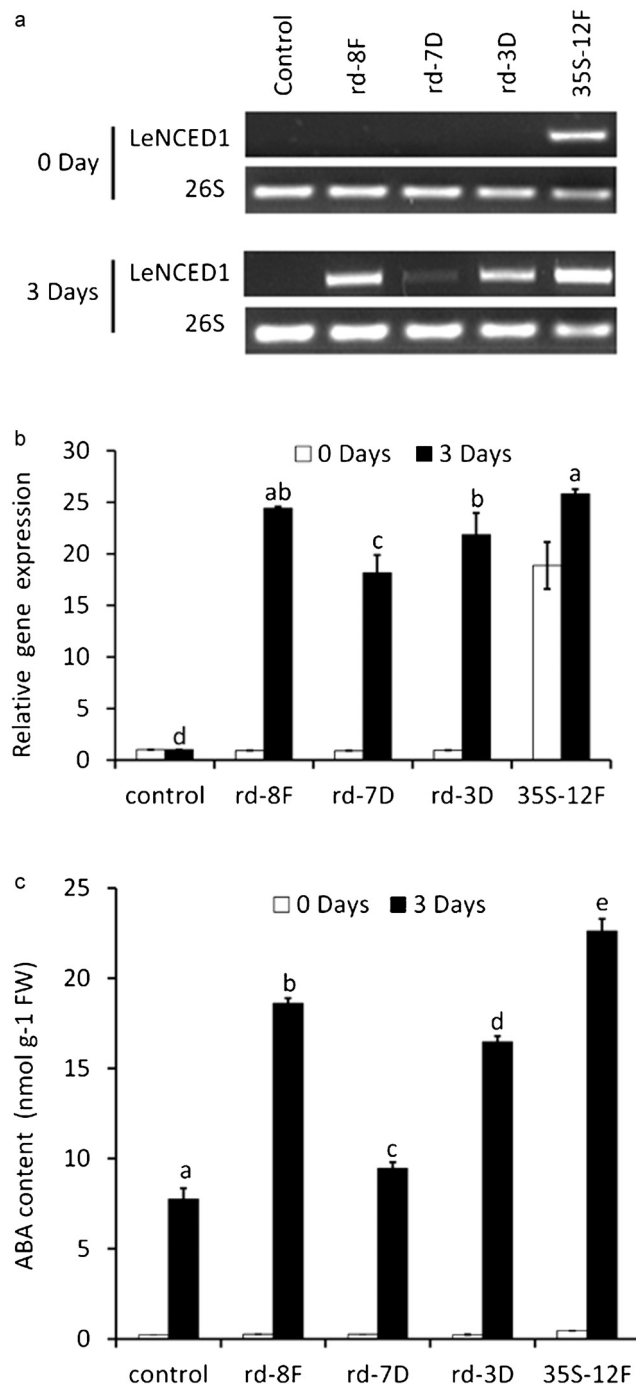 a
Control rd-8F rd-7D rd-3D 35S-12F
0 Day
LeNCED1
26S
3 Days
LeNCED1
26S
b
0 Days 3 Days
Relative gene expression
30
25
20
15
10
5
0
d
ab
c
b
a
control rd-8F rd-7D rd-3D 35S-12F
c
0 Days 3 Days
ABA content (nmol g-1 FW)
25
20
15
10
5
0
a
b
c
d
e
control rd-8F rd-7D rd-3D 35S-12F